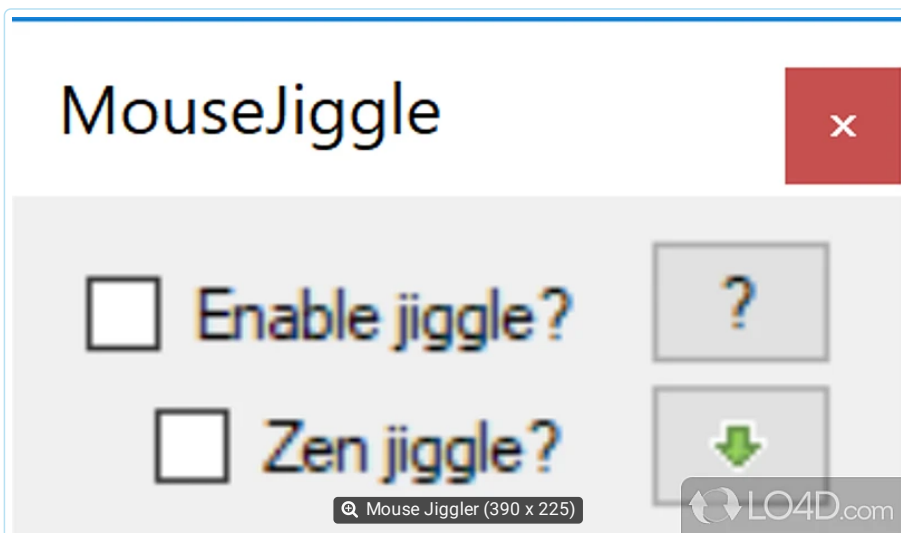 MouseJiggle
x
Enable jiggle?
?
Zen jiggle?
Mouse Jiggler (390 x 225)
LO4D.com